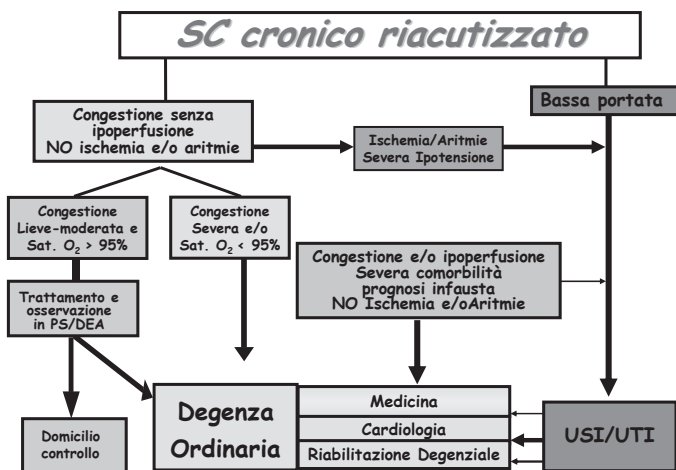 SC cronico riacutizzato
Bassa portata
Congestione senza
ipoperfusione
NO ischemia e/o aritmie
Ischemia/Aritmie
Severa Ipotensione
Congestione
Lieve-moderata e
Sat. O₂ > 95%
Congestione
Severa e/o
Sat. O₂ < 95%
Congestione e/o ipoperfusione
Severa comorbilità
prognosi infausta
NO Ischemia e/oAritmie
Trattamento e
osservazione
in PS/DEA
Domicilio
controllo
Degenza
Ordinaria
Medicina
Cardiologia
Riabilitazione Degenziale
USI/UTI